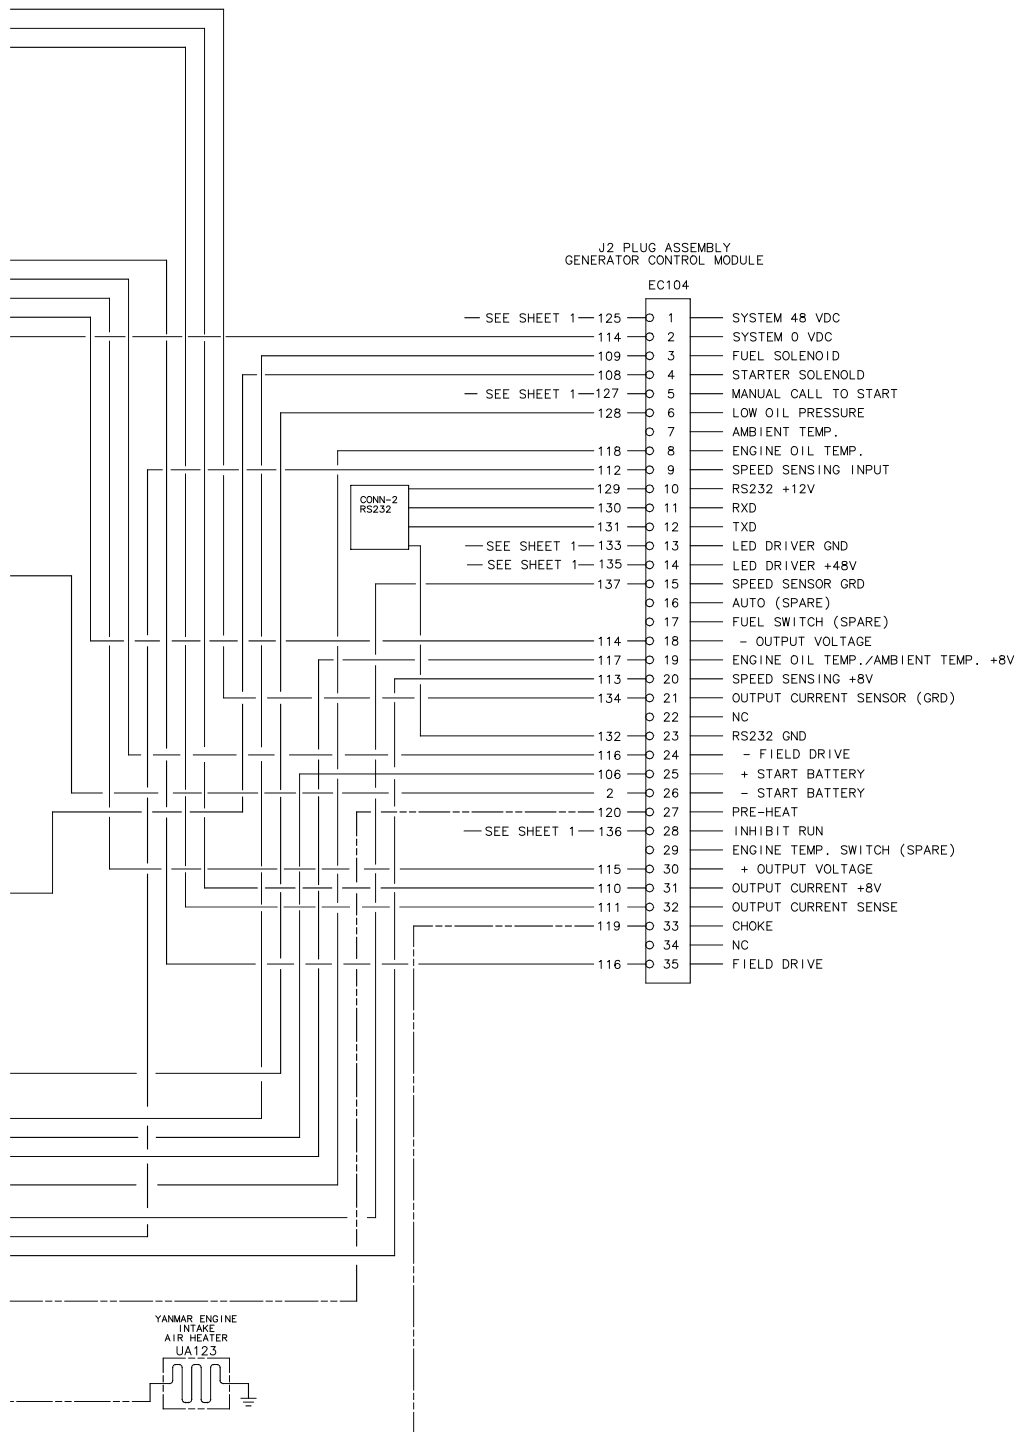 J2 PLUG ASSEMBLY
GENERATOR CONTROL MODULE
EC104
SEE SHEET 1 125 1 SYSTEM 48 VDC
114 2 SYSTEM 0 VDC
109 3 FUEL SOLENOID
108 4 STARTER SOLENOLD
SEE SHEET 1 127 5 MANUAL CALL TO START
128 6 LOW OIL PRESSURE
7 AMBIENT TEMP.
118 8 ENGINE OIL TEMP.
112 9 SPEED SENSING INPUT
129 10 RS232 +12V
CONN-2
RS232
130 11 RXD
131 12 TXD
SEE SHEET 1 133 13 LED DRIVER GND
SEE SHEET 1 135 14 LED DRIVER +48V
137 15 SPEED SENSOR GRD
16 AUTO (SPARE)
17 FUEL SWITCH (SPARE)
114 18 - OUTPUT VOLTAGE
117 19 ENGINE OIL TEMP./AMBIENT TEMP. +8V
113 20 SPEED SENSING +8V
134 21 OUTPUT CURRENT SENSOR (GRD)
22 NC
132 23 RS232 GND
116 24 - FIELD DRIVE
106 25 + START BATTERY
2 26 - START BATTERY
120 27 PRE-HEAT
SEE SHEET 1 136 28 INHIBIT RUN
29 ENGINE TEMP. SWITCH (SPARE)
115 30 + OUTPUT VOLTAGE
110 31 OUTPUT CURRENT +8V
111 32 OUTPUT CURRENT SENSE
119 33 CHOKE
34 NC
116 35 FIELD DRIVE
YANMAR ENGINE
INTAKE
AIR HEATER
UA123